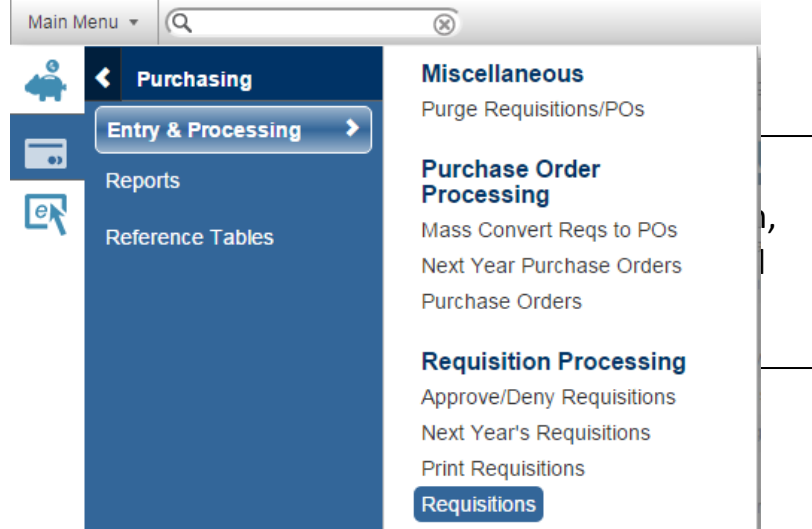 Main Menu
Purchasing
Entry & Processing
Reports
Reference Tables
Miscellaneous
Purge Requisitions/POs
Purchase Order
Processing
Mass Convert Reqs to POs
Next Year Purchase Orders
Purchase Orders
Requisition Processing
Approve/Deny Requisitions
Next Year's Requisitions
Print Requisitions
Requisitions